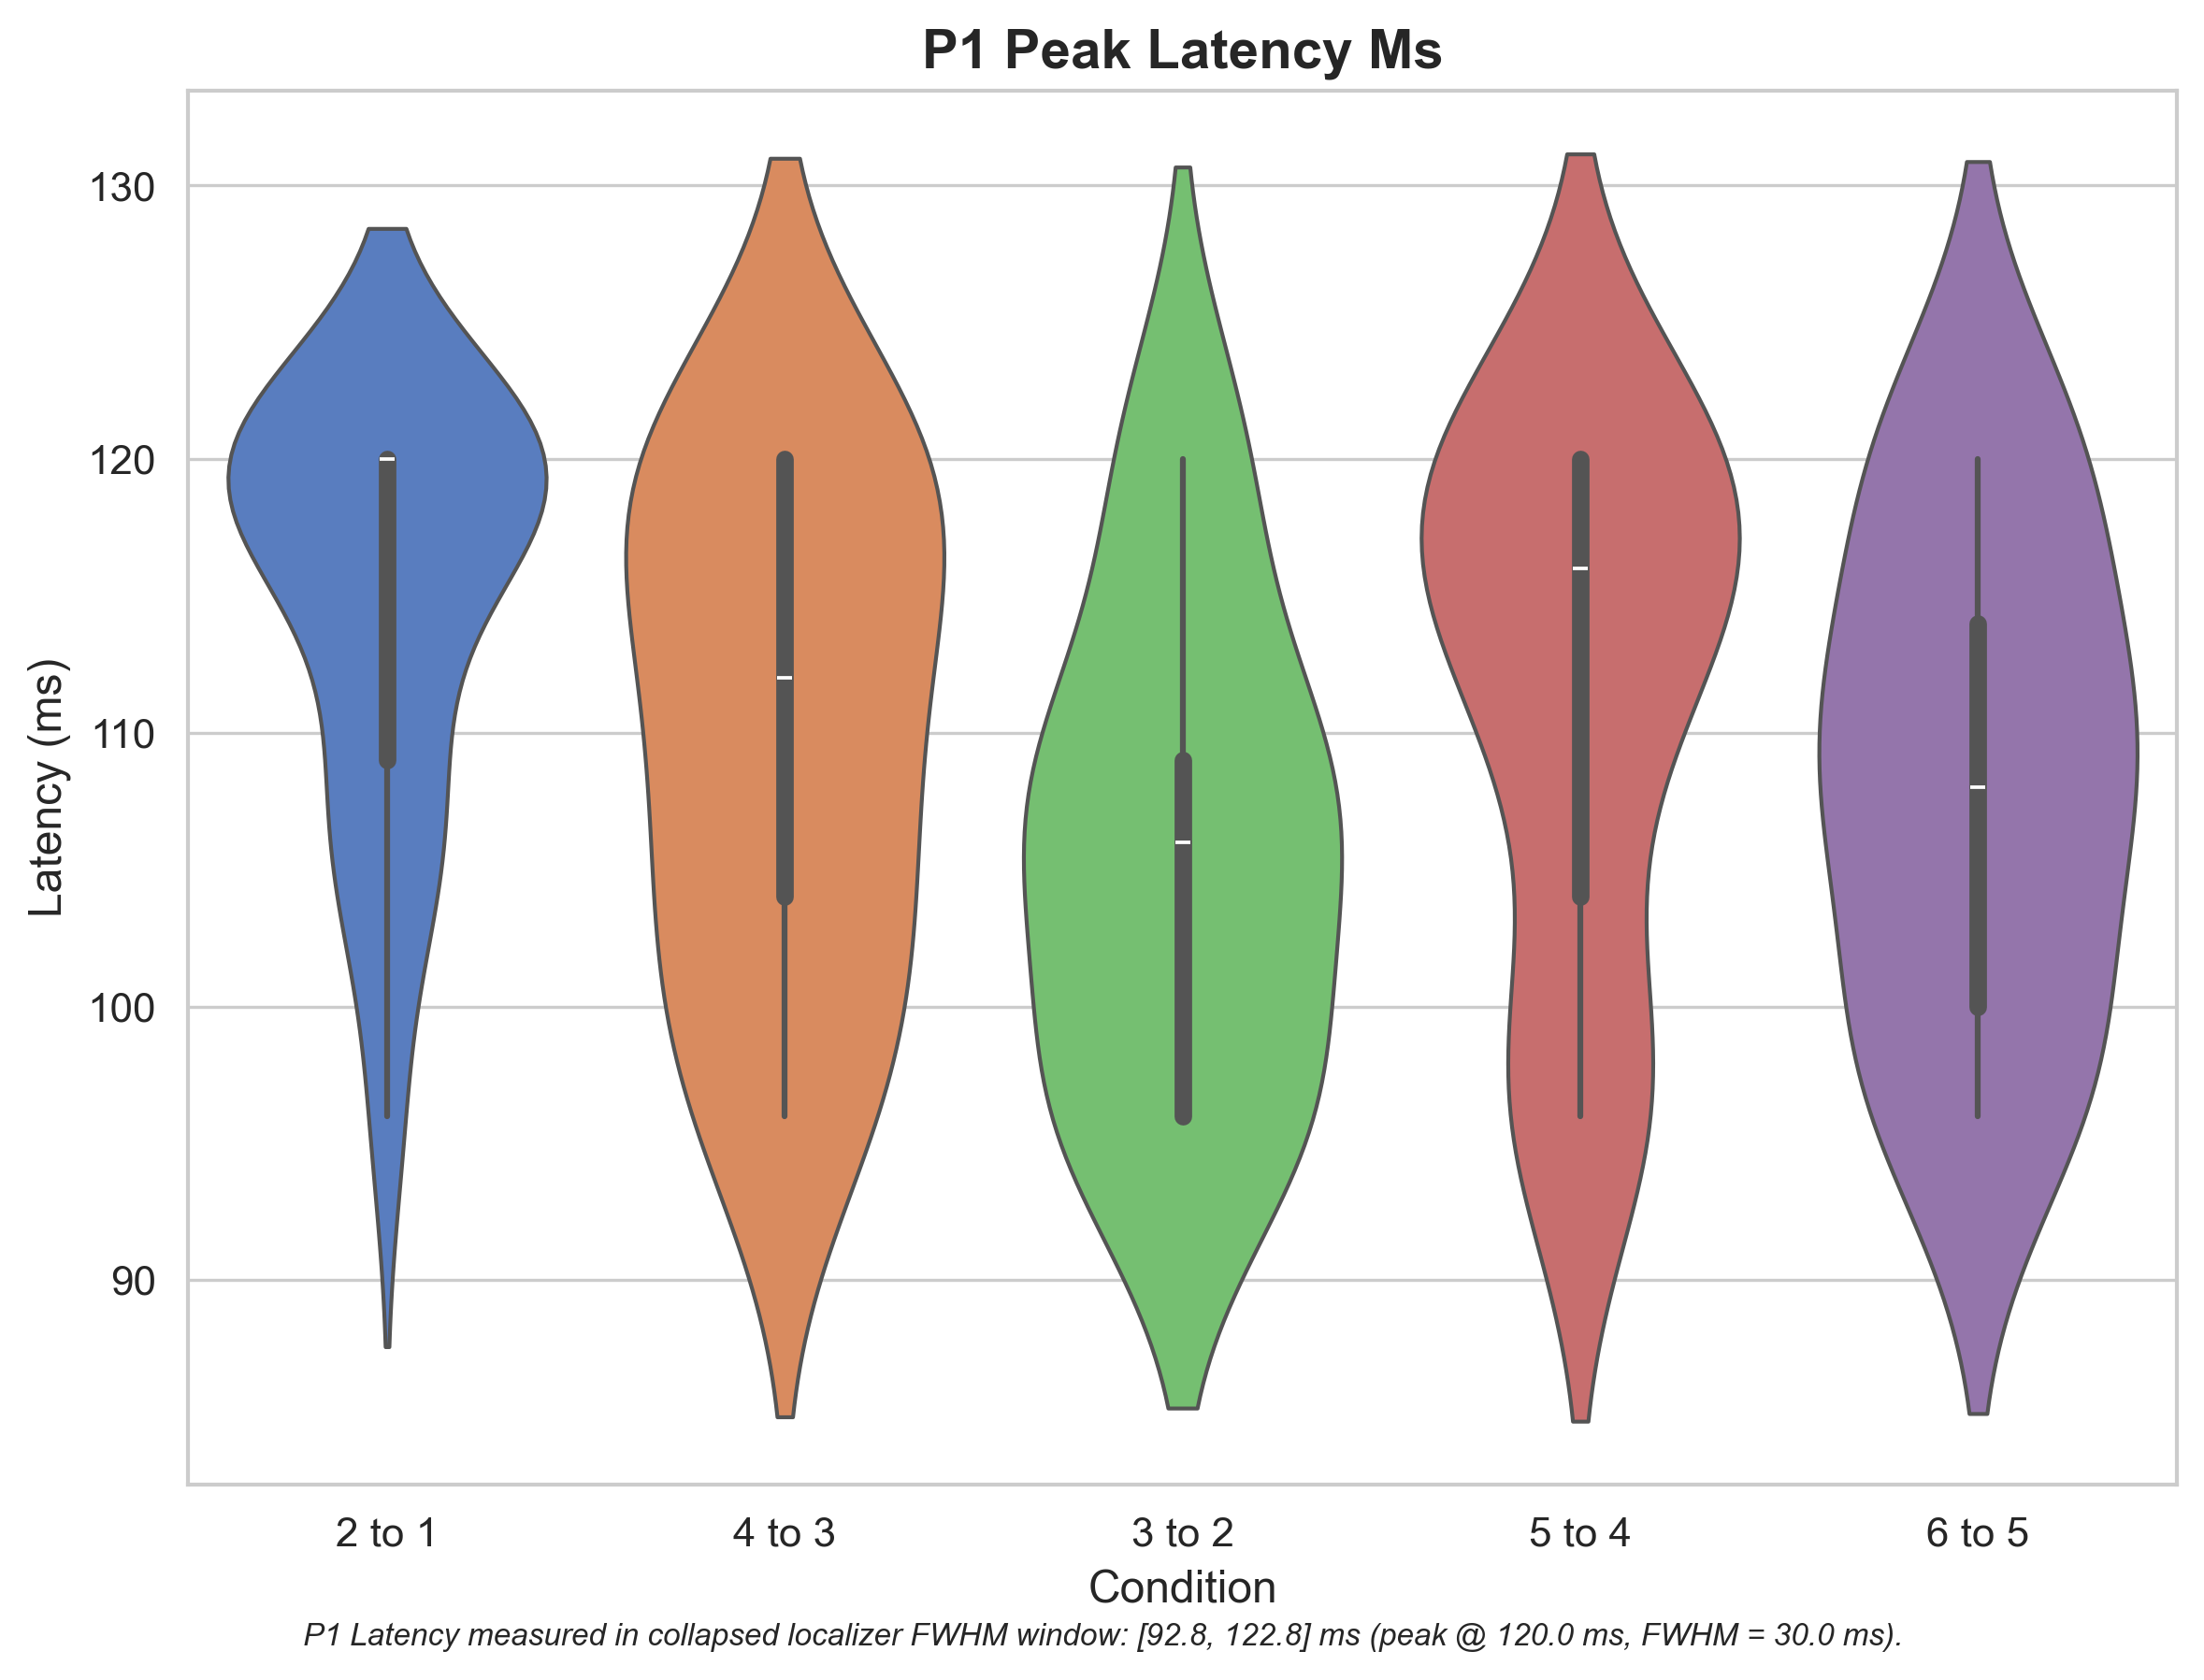 P1 Peak Latency Ms
130
120
110
100
90
Latency (ms)
2 to 1
4 to 3
3 to 2
5 to 4
6 to 5
Condition
P1 Latency measured in collapsed localizer FWHM window: [92.8, 122.8] ms (peak @ 120.0 ms, FWHM = 30.0 ms).